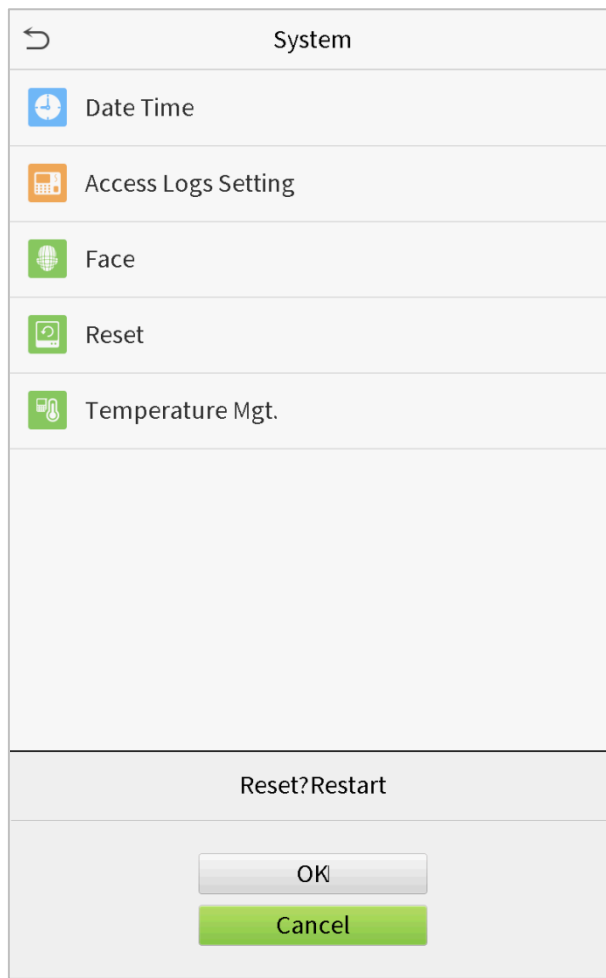 System
Date Time
Access Logs Setting
Face
Reset
Temperature Mgt.
Reset?Restart
OK
Cancel